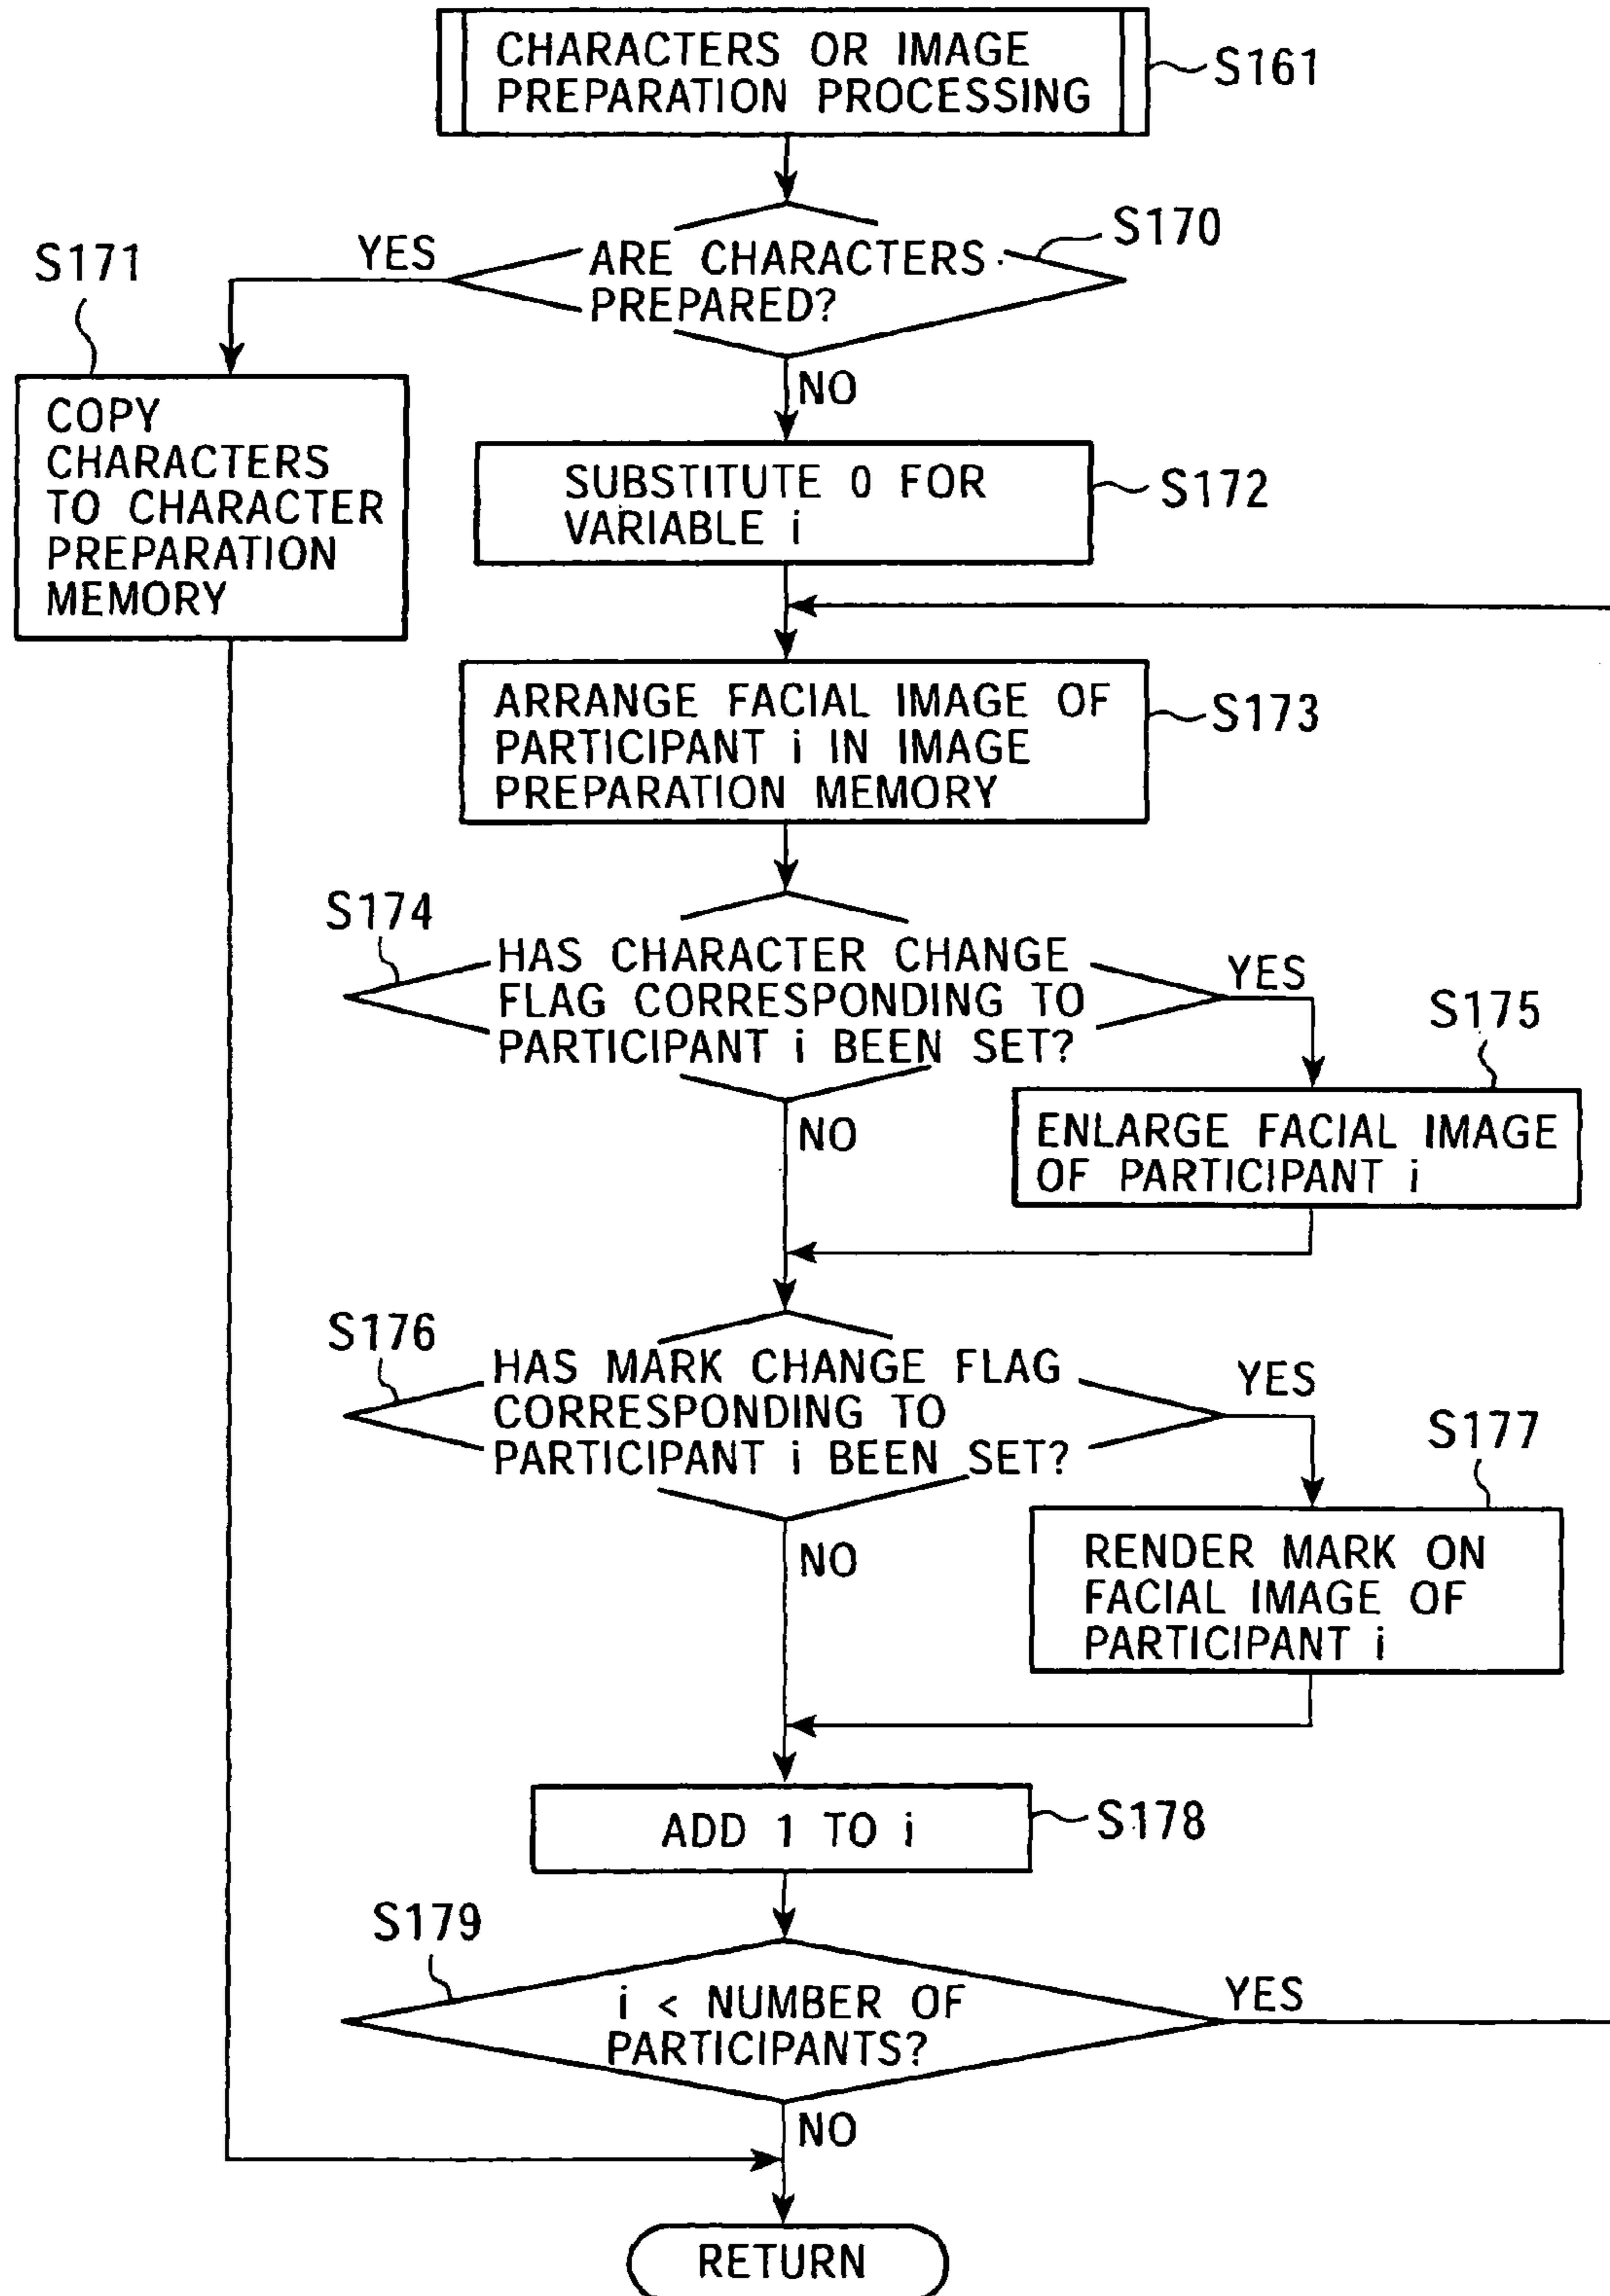 CHARACTERS OR IMAGE
PREPARATION PROCESSING
S161
S170
ARE CHARACTERS
PREPARED?
YES
S171
NO
COPY
CHARACTERS
TO CHARACTER
PREPARATION
MEMORY
SUBSTITUTE 0 FOR
VARIABLE i
S172
ARRANGE FACIAL IMAGE OF
PARTICIPANT i IN IMAGE
PREPARATION MEMORY
S173
S174
HAS CHARACTER CHANGE
FLAG CORRESPONDING TO
PARTICIPANT i BEEN SET?
YES
S175
NO
ENLARGE FACIAL IMAGE
OF PARTICIPANT i
S176
HAS MARK CHANGE FLAG
CORRESPONDING TO
PARTICIPANT i BEEN SET?
YES
S177
NO
RENDER MARK ON
FACIAL IMAGE OF
PARTICIPANT i
ADD 1 TO i
S178
S179
i < NUMBER OF
PARTICIPANTS?
YES
NO
RETURN